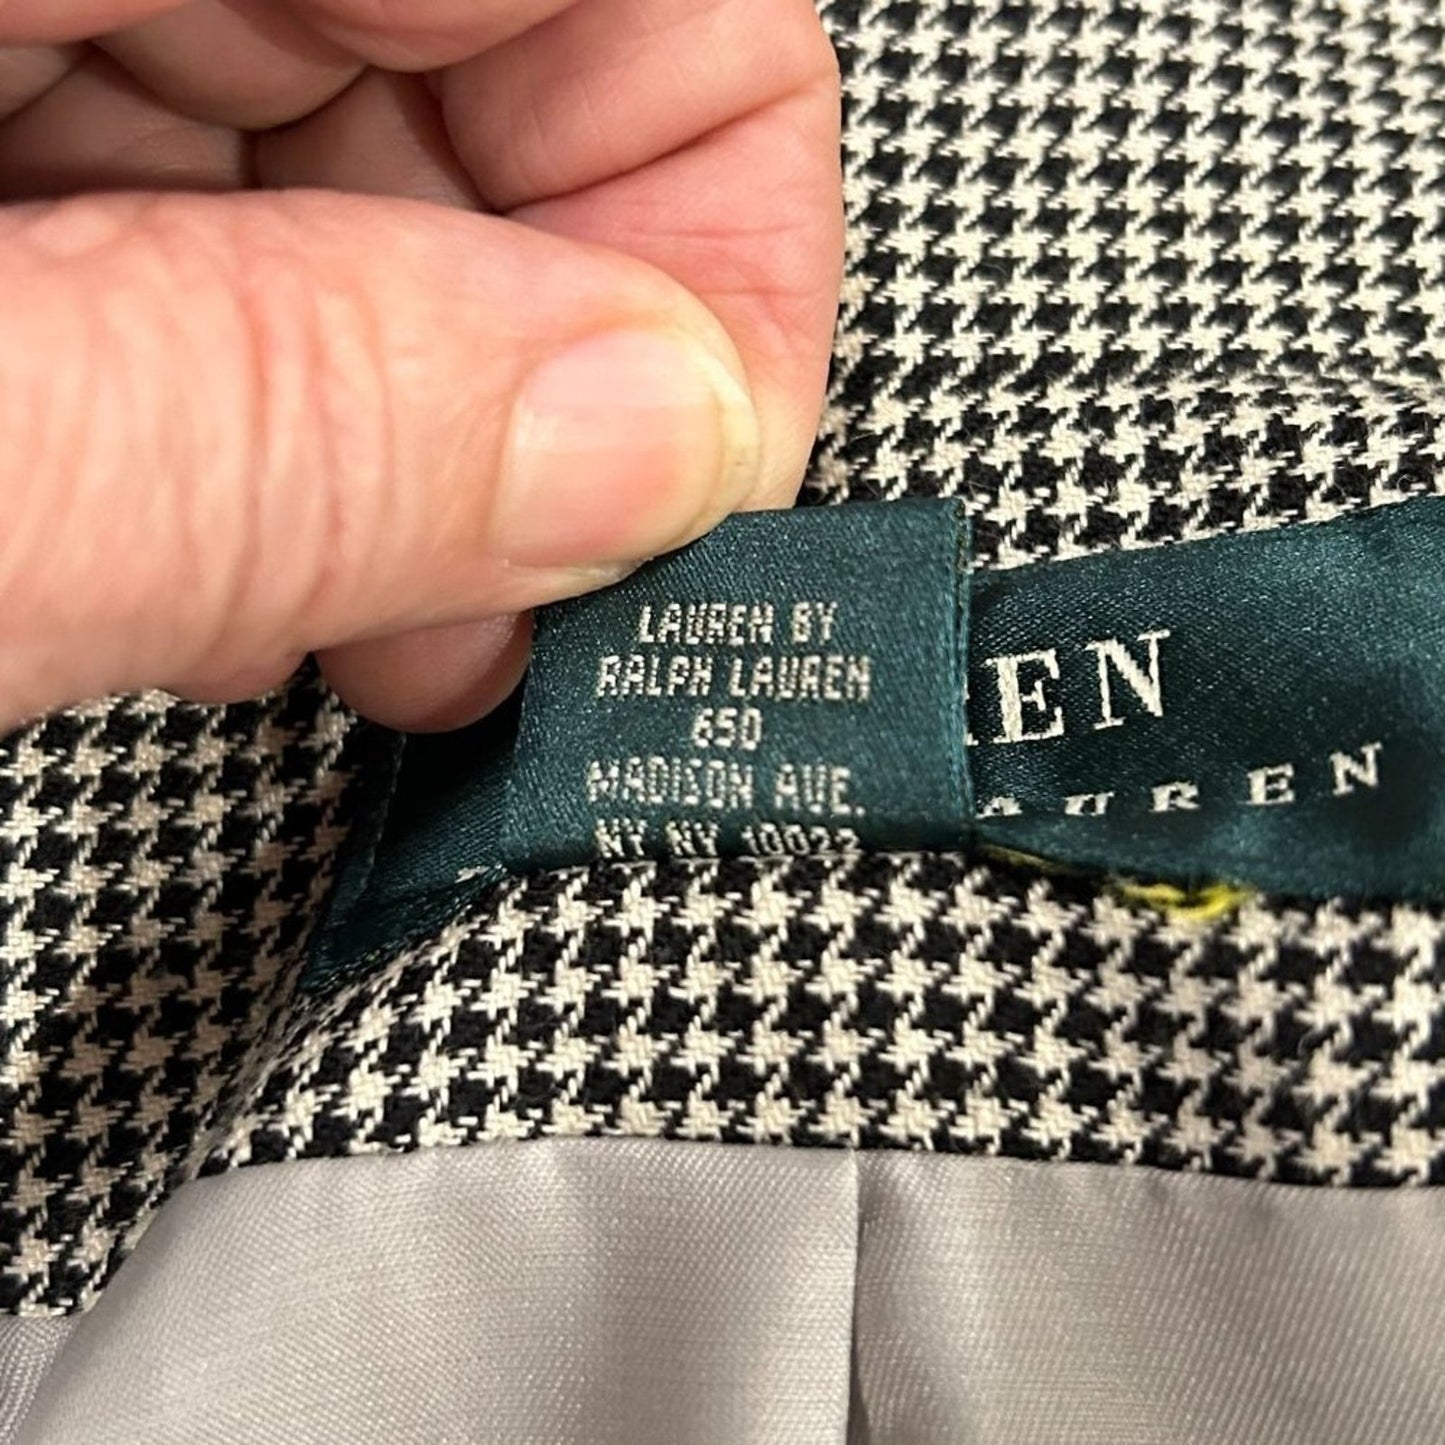 LAUREN BY
RALPH LAUREN
650
MADISON AVE.
NY NY 10022
EN
AUREN